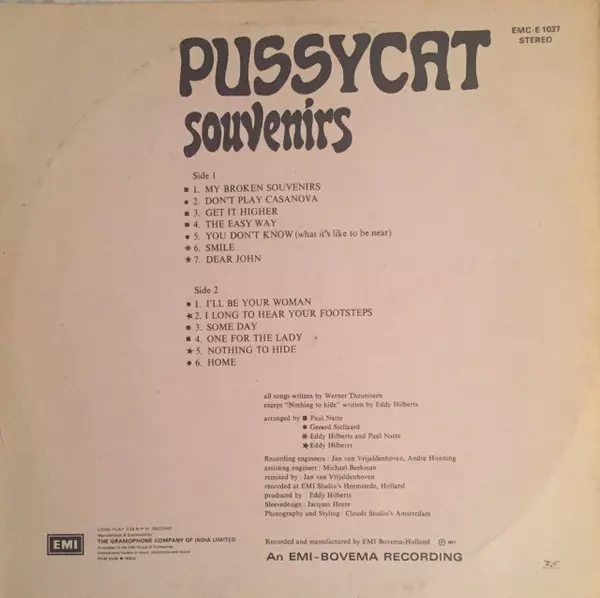 EMC-E 1037
STEREO
PUSSYCAT
souvenirs
Side 1
■ 1. MY BROKEN SOUVENIRS
● 2. DON'T PLAY CASANOVA
■ 3. GET IT HIGHER
■ 4. THE EASY WAY
● 5. YOU DON'T KNOW (what it's like to be near)
✳ 6. SMILE
★ 7. DEAR JOHN
Side 2
● 1. I'LL BE YOUR WOMAN
★ 2. I LONG TO HEAR YOUR FOOTSTEPS
■ 3. SOME DAY
■ 4. ONE FOR THE LADY
★ 5. NOTHING TO HIDE
● 6. HOME
all songs written by Werner Theunissen
except "Nothing to hide" written by Eddy Hilberts
arranged by ■ Paul Natte
● Gerard Stellaard
✳ Eddy Hilberts and Paul Natte
★ Eddy Hilberts
Recording engineers : Jan van Vrijaldenhoven, Andre Hooning
assisting engineer : Michael Beekman
remixed by : Jan van Vrijaldenhoven
recorded at EMI Studio's Heemstede, Holland
produced by Eddy Hilberts
Sleevedesign : Jacques Heere
Photography and Styling Clouds Studio's Amsterdam
LONG PLAY R.P.M. RECORD
Manufactured & Distributed by
THE GRAMOPHONE COMPANY OF INDIA LIMITED
EMI
Recorded and manufactured by EMI Bovema-Holland ℗ 1977
An EMI-BOVEMA RECORDING